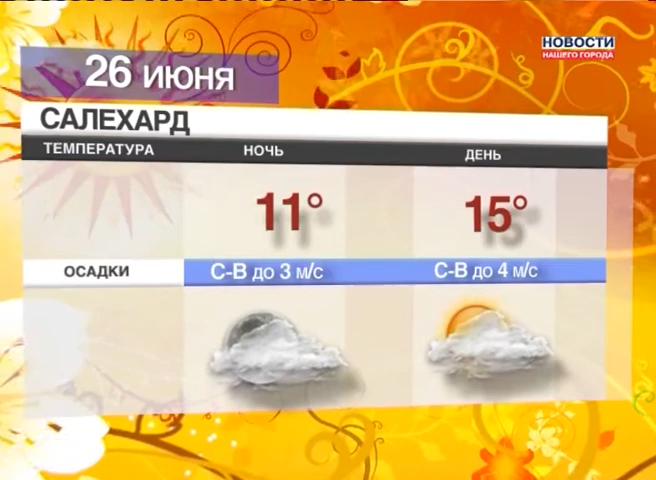 НОВОСТИ
НАШЕГО ГОРОДА
26 ИЮНЯ
САЛЕХАРД
ТЕМПЕРАТУРА НОЧЬ ДЕНЬ
11° 15°
ОСАДКИ С-В до 3 м/с С-В до 4 м/с